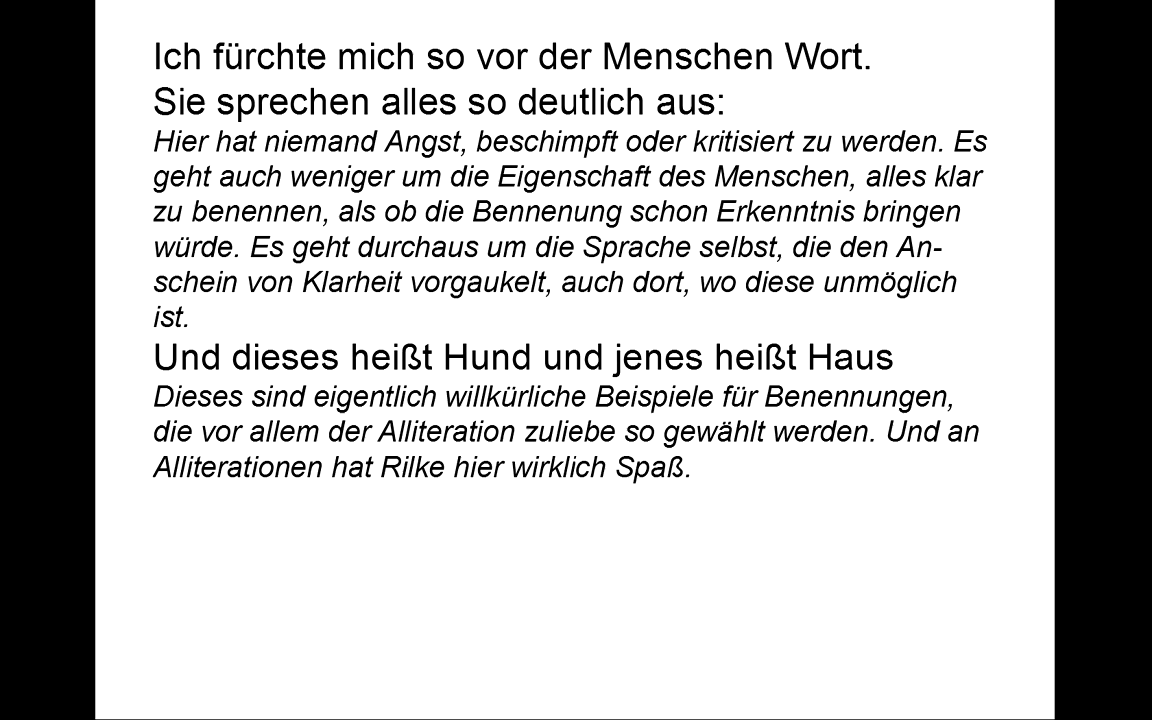 Ich fürchte mich so vor der Menschen Wort.
Sie sprechen alles so deutlich aus:
Hier hat niemand Angst, beschimpft oder kritisiert zu werden. Es
geht auch weniger um die Eigenschaft des Menschen, alles klar
zu benennen, als ob die Bennenung schon Erkenntnis bringen
würde. Es geht durchaus um die Sprache selbst, die den An-
schein von Klarheit vorgaukelt, auch dort, wo diese unmöglich
ist.
Und dieses heißt Hund und jenes heißt Haus
Dieses sind eigentlich willkürliche Beispiele für Benennungen,
die vor allem der Alliteration zuliebe so gewählt werden. Und an
Alliterationen hat Rilke hier wirklich Spaß.